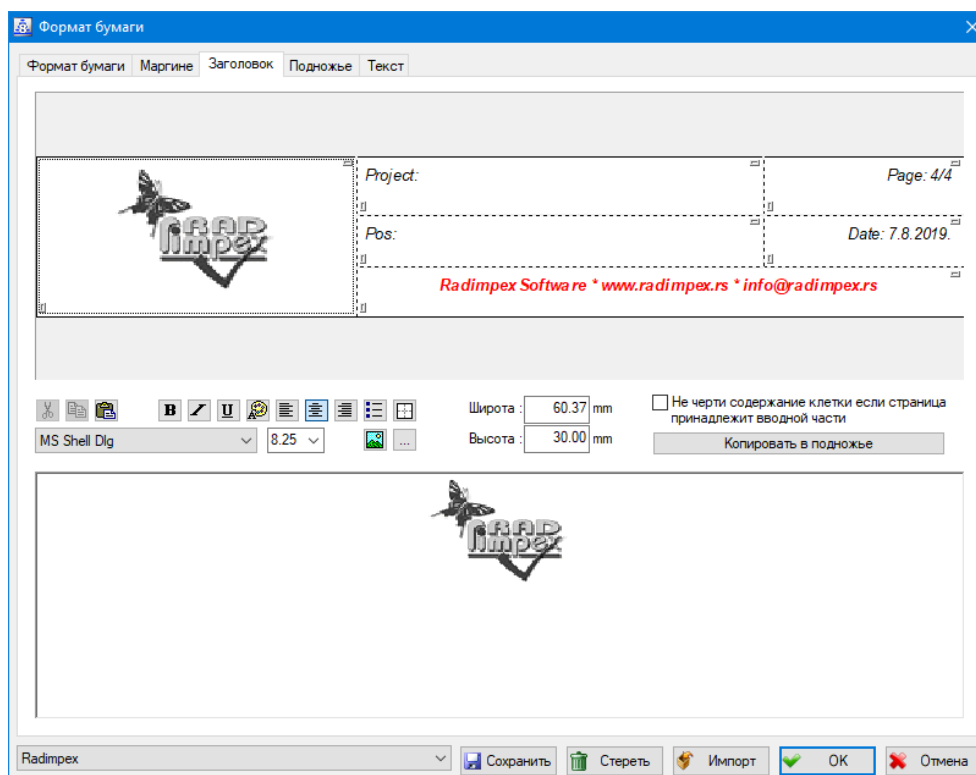 Формат бумаги
Формат бумаги Маргине Заголовок Подножье Текст
RAD impex
Project:
Page: 4/4
Pos:
Date: 7.8.2019.
Radimpex Software * www.radimpex.rs * info@radimpex.rs
B I U
MS Shell Dlg 8.25 ...
Широта : 60.37 mm
Высота : 30.00 mm
Не черти содержание клетки если страница
принадлежит вводной части
Копировать в подножье
RAD impex
Radimpex Сохранить Стереть Импорт OK Отмена